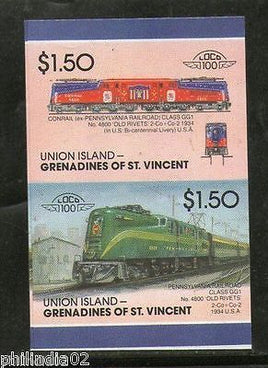 $1.50
LOCO
100
CONRAIL (ex-PENNSYLVANIA RAILROAD) CLASS GG1
No. 4800 'OLD RIVETS' 2-Co+Co-2 1934
(in U.S. Bi-centennial Livery) U.S.A.
UNION ISLAND—
GRENADINES OF ST. VINCENT
LOCO
100
$1.50
PENNSYLVANIA RAILROAD
CLASS GG1
No. 4800 'OLD RIVETS'
2-Co+Co-2
1934 U.S.A.
UNION ISLAND—
GRENADINES OF ST. VINCENT
philindia02